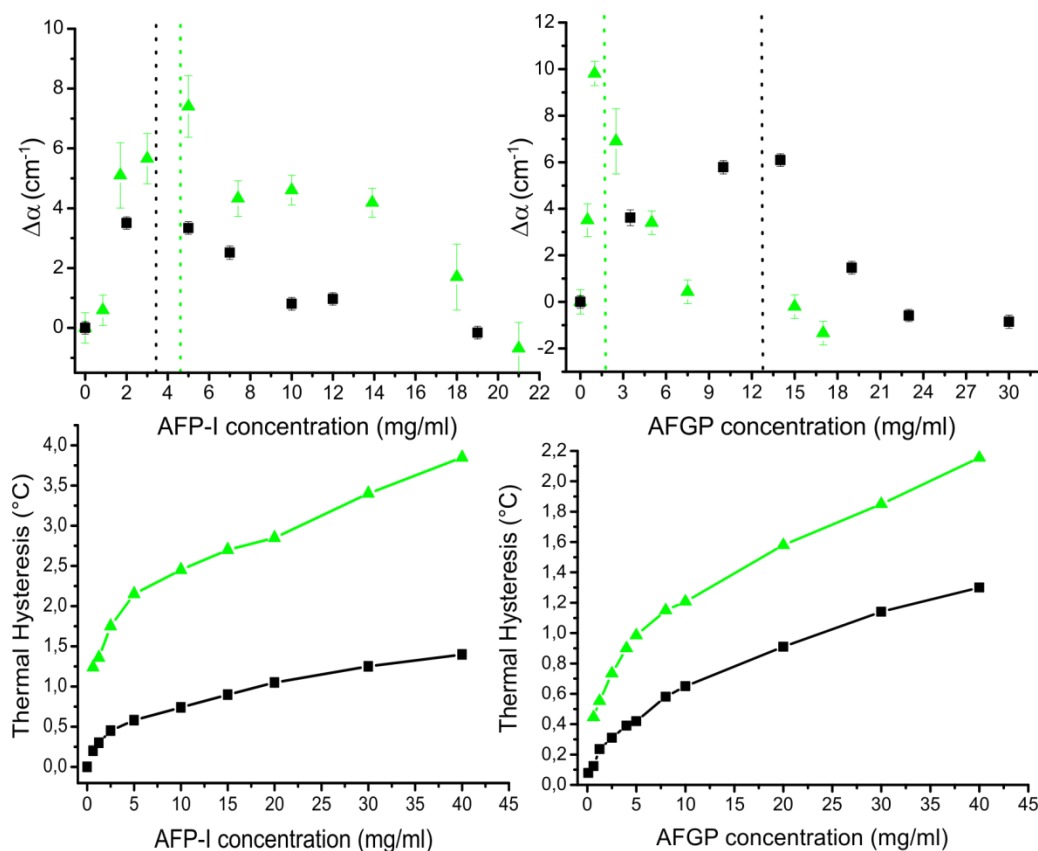 Δα (cm⁻¹)
10
8
6
4
2
0
0 2 4 6 8 10 12 14 16 18 20 22
AFP-I concentration (mg/ml)
Δα (cm⁻¹)
12
10
8
6
4
2
0
-2
0 3 6 9 12 15 18 21 24 27 30
AFGP concentration (mg/ml)
Thermal Hysteresis (°C)
4,0
3,5
3,0
2,5
2,0
1,5
1,0
0,5
0,0
0 5 10 15 20 25 30 35 40 45
AFP-I concentration (mg/ml)
Thermal Hysteresis (°C)
2,2
2,0
1,8
1,6
1,4
1,2
1,0
0,8
0,6
0,4
0,2
0,0
0 5 10 15 20 25 30 35 40 45
AFGP concentration (mg/ml)